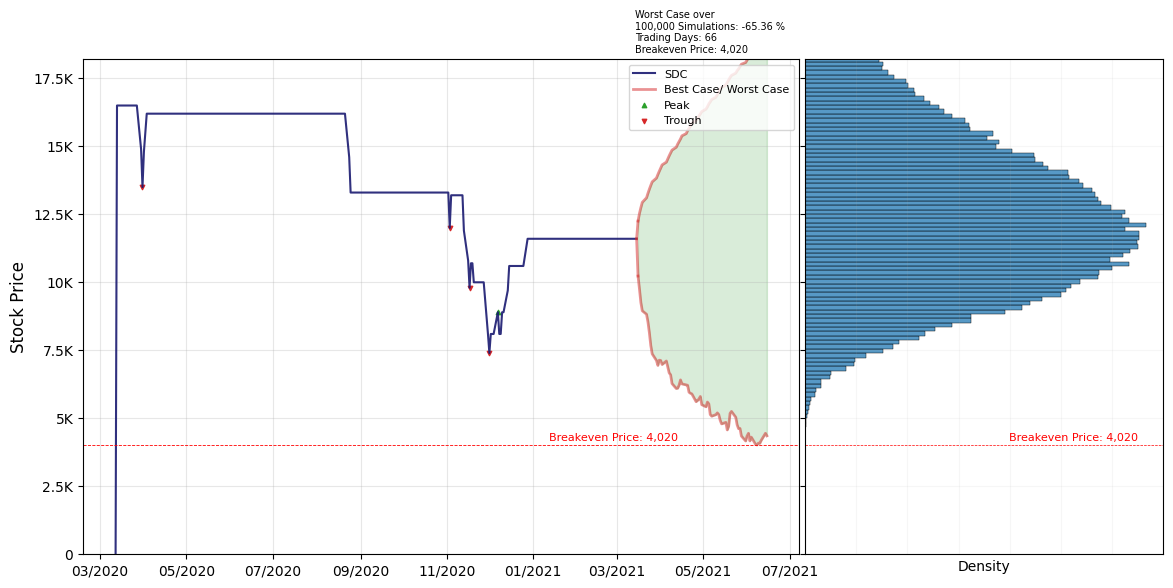 Worst Case over
100,000 Simulations: -65.36 %
Trading Days: 66
Breakeven Price: 4,020
SDC
Best Case/ Worst Case
Peak
Trough
Stock Price
17.5K
15K
12.5K
10K
7.5K
5K
2.5K
0
Breakeven Price: 4,020
Breakeven Price: 4,020
03/2020 05/2020 07/2020 09/2020 11/2020 01/2021 03/2021 05/2021 07/2021
Density